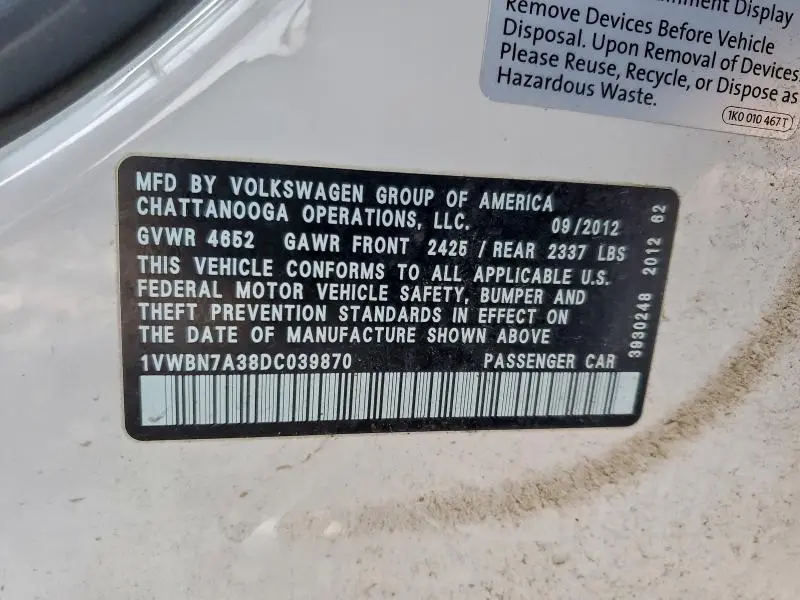 ment Display
Remove Devices Before Vehicle
Disposal. Upon Removal of Devices,
Please Reuse, Recycle, or Dispose as
Hazardous Waste.
1K0 010 467 T
MFD BY VOLKSWAGEN GROUP OF AMERICA
CHATTANOOGA OPERATIONS, LLC. 09/2012
GVWR 4652 GAWR FRONT 2425 / REAR 2337 LBS
THIS VEHICLE CONFORMS TO ALL APPLICABLE U.S.
FEDERAL MOTOR VEHICLE SAFETY, BUMPER AND
THEFT PREVENTION STANDARDS IN EFFECT ON
THE DATE OF MANUFACTURE SHOWN ABOVE
1VWBN7A38DC039870 PASSENGER CAR
3930248 2012 62